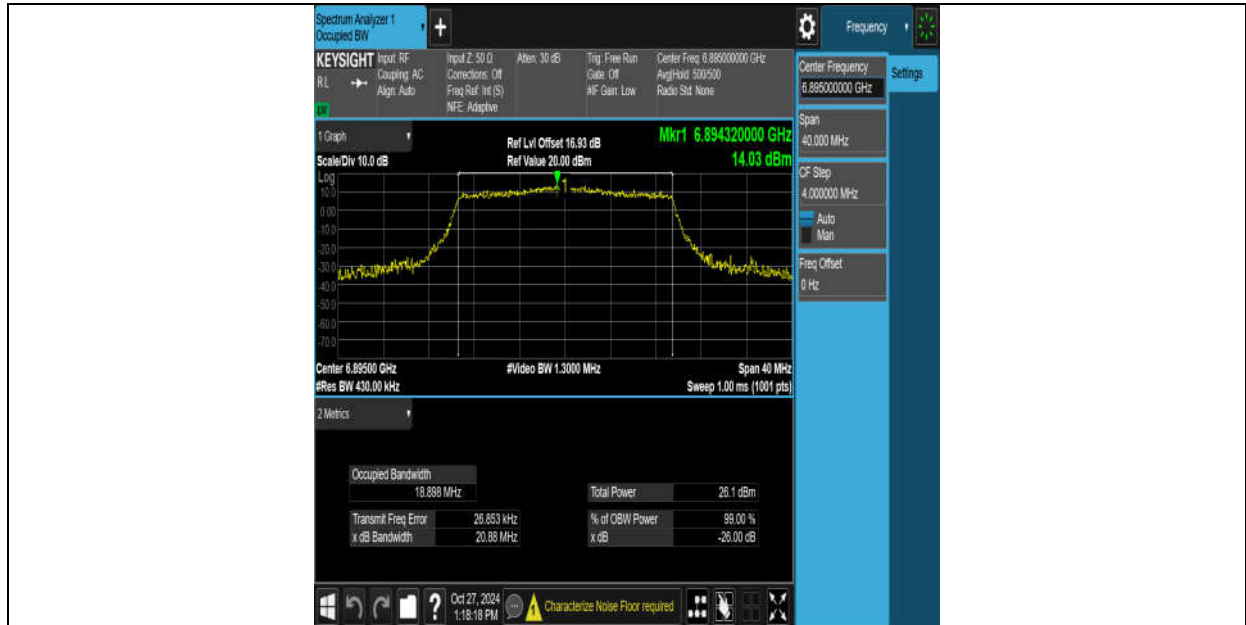 Spectrum Analyzer 1
Occupied BW
+
Frequency
KEYSIGHT
R L
Input: RF
Coupling: AC
Align: Auto
Input Z: 50 Ω
Corrections: Off
Freq Ref: Int (S)
NFE: Adaptive
Atten: 30 dB
Trig: Free Run
Gate: Off
#IF Gain: Low
Center Freq: 6.895000000 GHz
Avg|Hold: 500/500
Radio Std: None
Center Frequency
6.895000000 GHz
Settings
Span
40.000 MHz
CF Step
4.000000 MHz
Auto
Man
Freq Offset
0 Hz
1 Graph
Scale/Div 10.0 dB
Ref Lvl Offset 16.93 dB
Ref Value 20.00 dBm
Mkr1 6.894320000 GHz
14.03 dBm
Log
10.0
0.00
-10.0
-20.0
-30.0
-40.0
-50.0
-60.0
-70.0
1
Center 6.89500 GHz
#Video BW 1.3000 MHz
Span 40 MHz
#Res BW 430.00 kHz
Sweep 1.00 ms (1001 pts)
2 Metrics
Occupied Bandwidth
18.898 MHz
Total Power 26.1 dBm
Transmit Freq Error 26.853 kHz
% of OBW Power 99.00 %
x dB Bandwidth 20.88 MHz
x dB -26.00 dB
?
Oct 27, 2024
1:18:18 PM
Characterize Noise Floor required